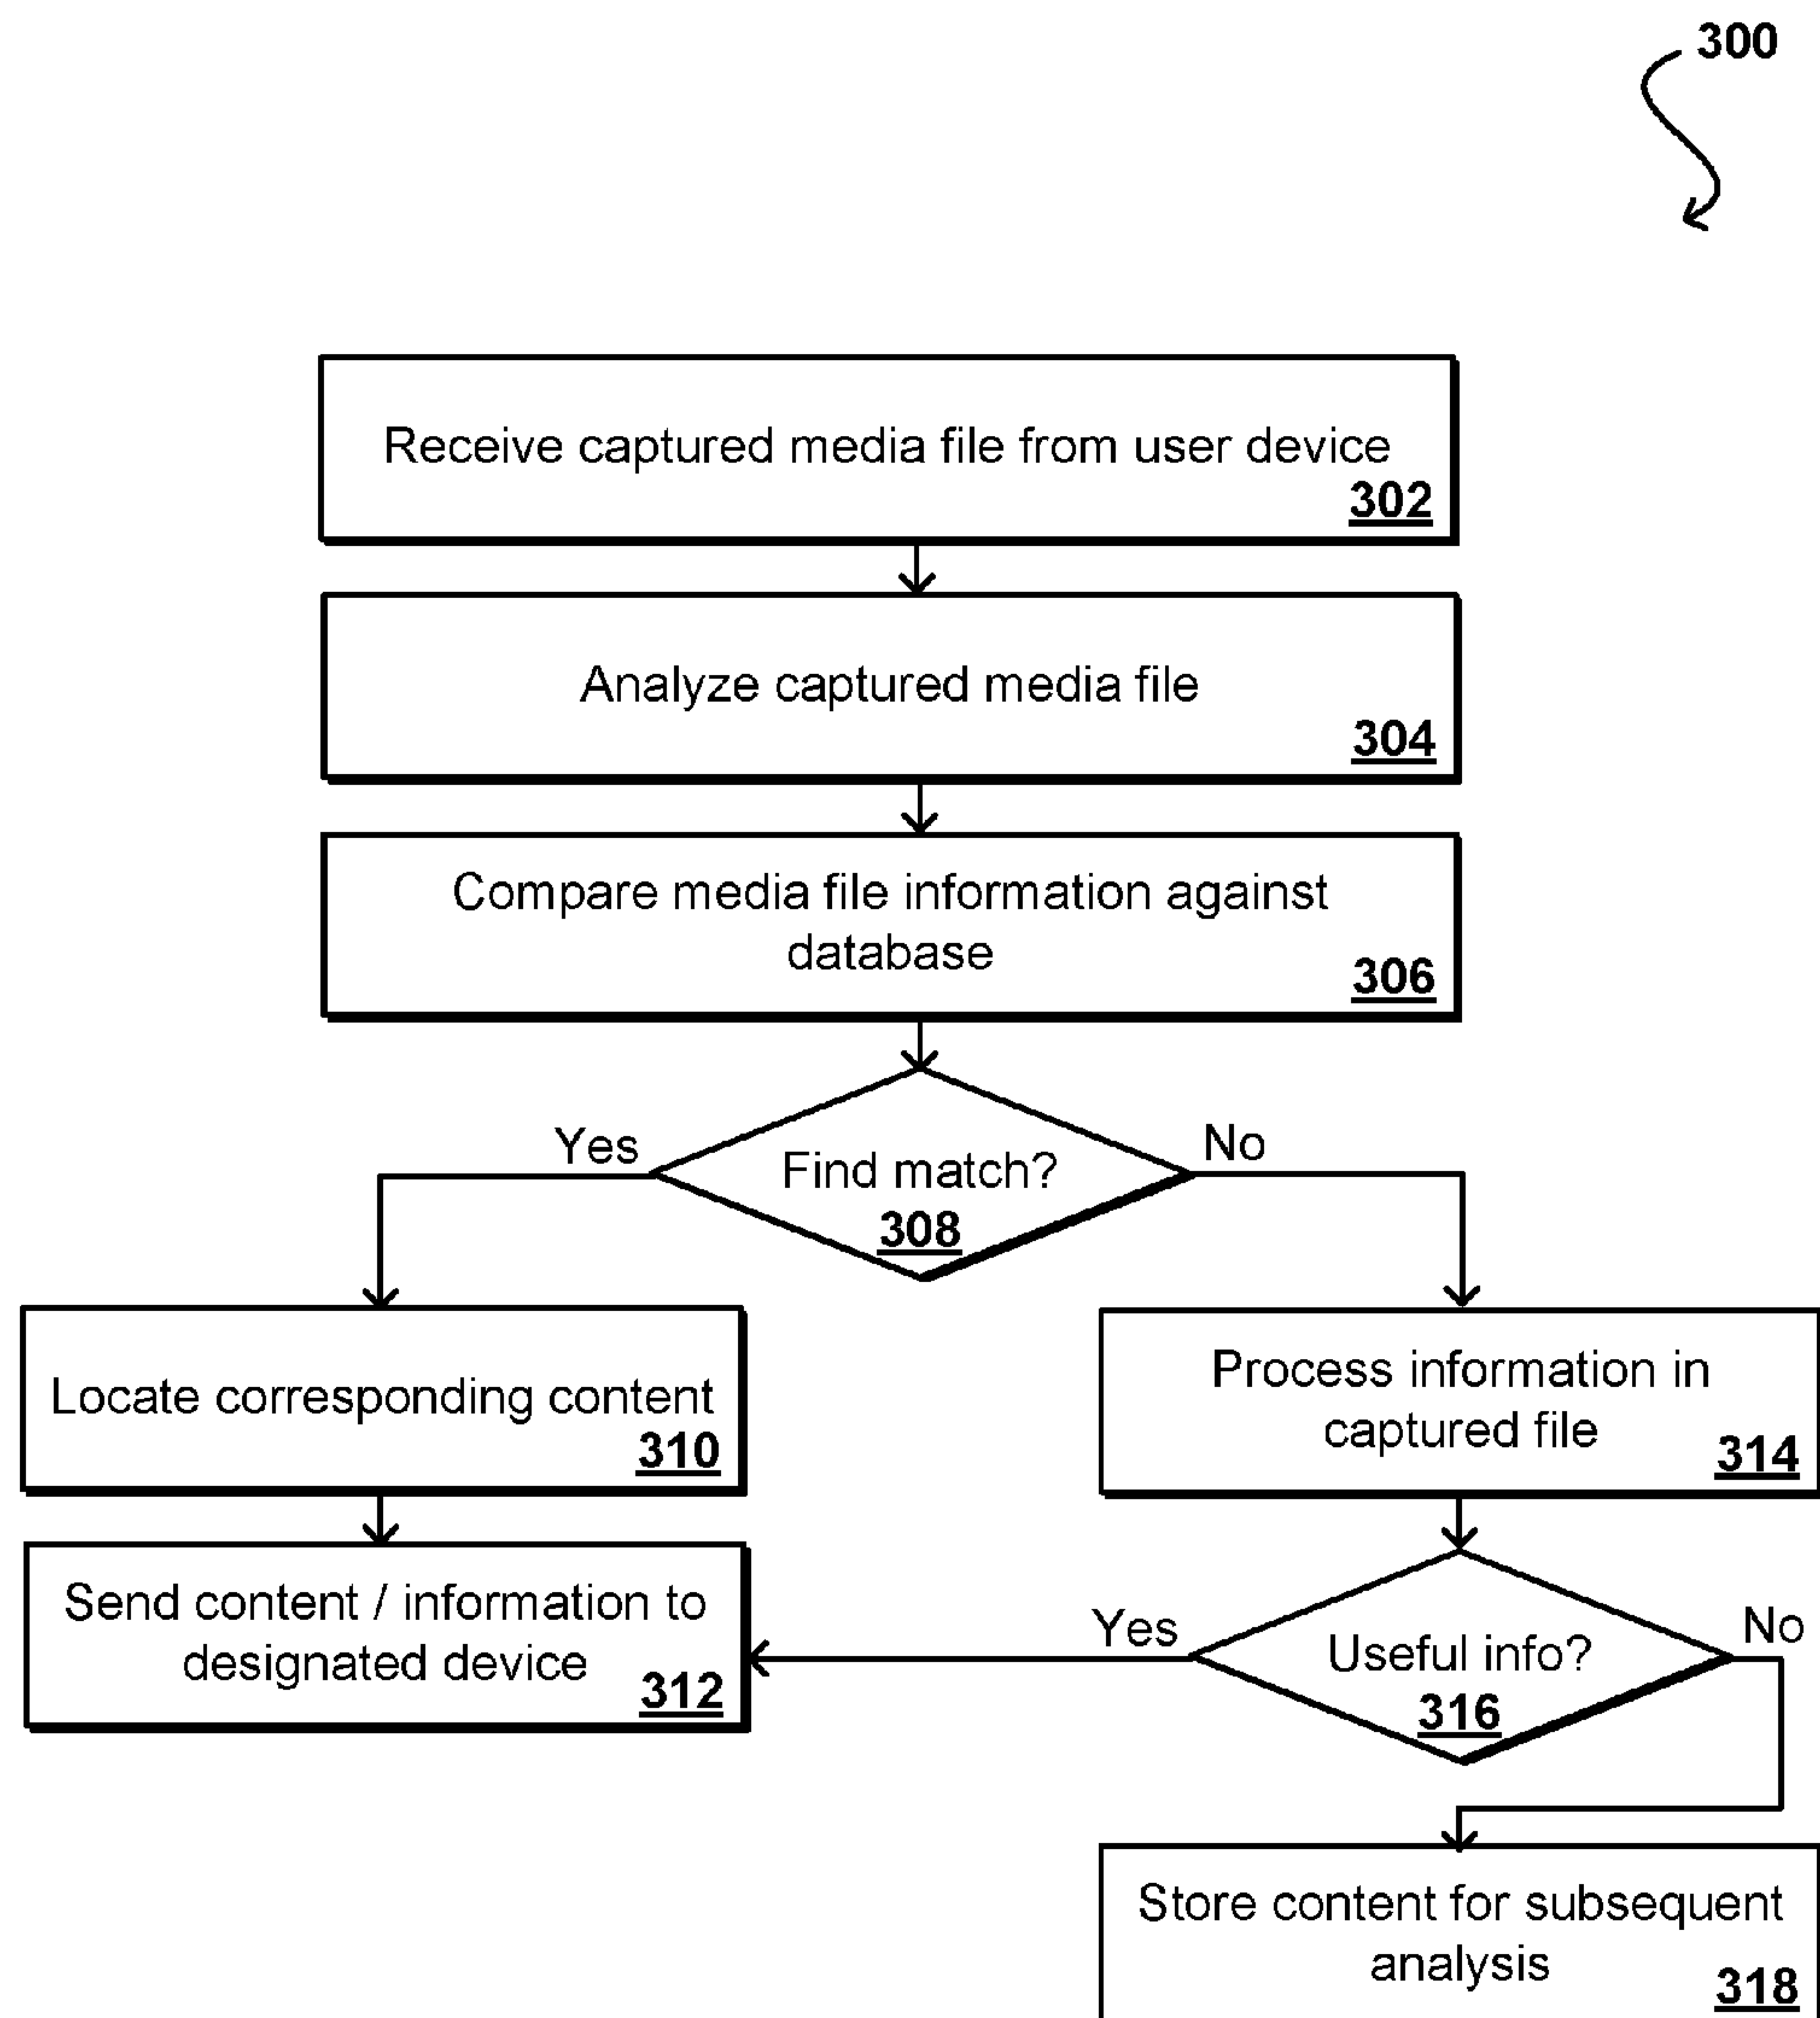 300
Receive captured media file from user device
302
Analyze captured media file
304
Compare media file information against
database
306
Yes
Find match?
No
308
Locate corresponding content
310
Process information in
captured file
314
Send content / information to
designated device
312
Yes
Useful info?
No
316
Store content for subsequent
analysis
318